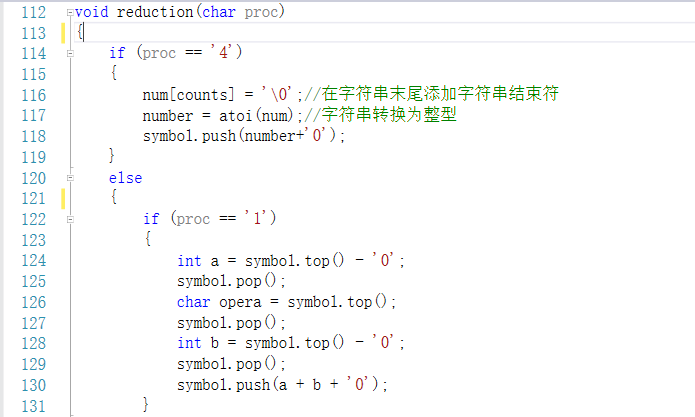 112 void reduction(char proc)
113 {
114 if (proc == '4')
115 {
116 num[counts] = '\0';//在字符串末尾添加字符串结束符
117 number = atoi(num);//字符串转换为整型
118 symbol.push(number+'0');
119 }
120 else
121 {
122 if (proc == '1')
123 {
124 int a = symbol.top() - '0';
125 symbol.pop();
126 char opera = symbol.top();
127 symbol.pop();
128 int b = symbol.top() - '0';
129 symbol.pop();
130 symbol.push(a + b + '0');
131 }